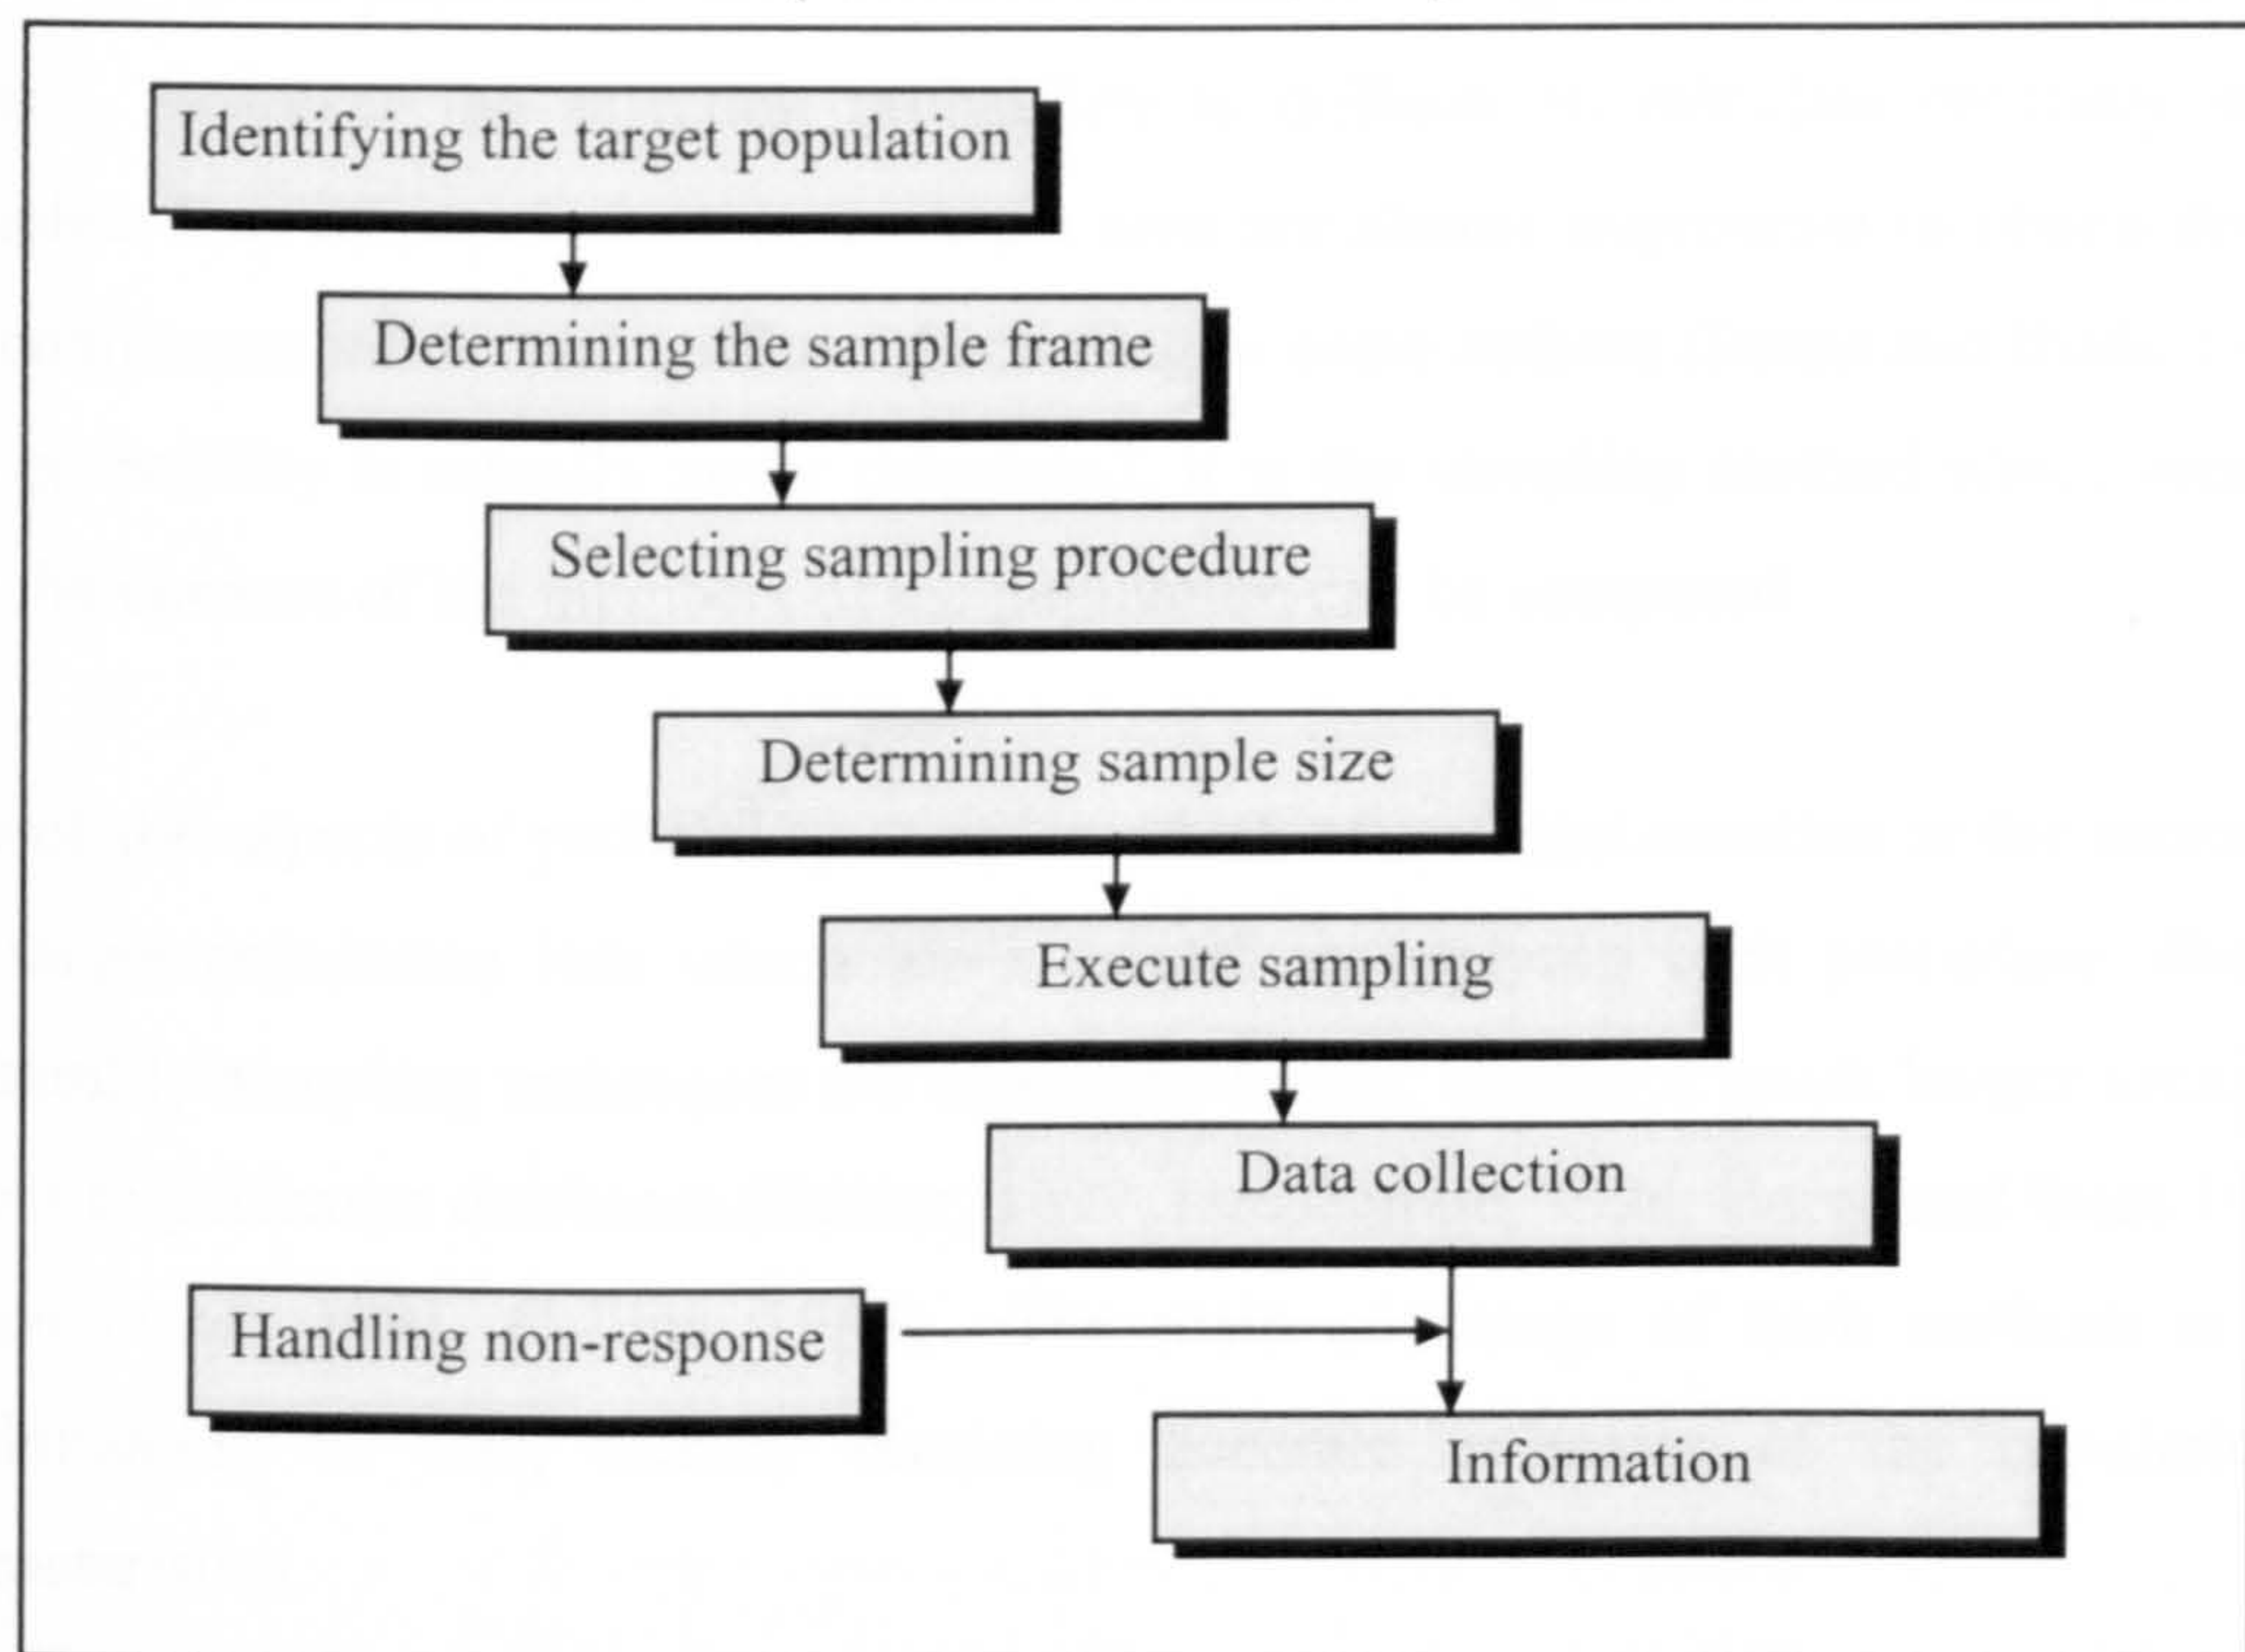 Identifying the target population
Determining the sample frame
Selecting sampling procedure
Determining sample size
Execute sampling
Data collection
Handling non-response
Information